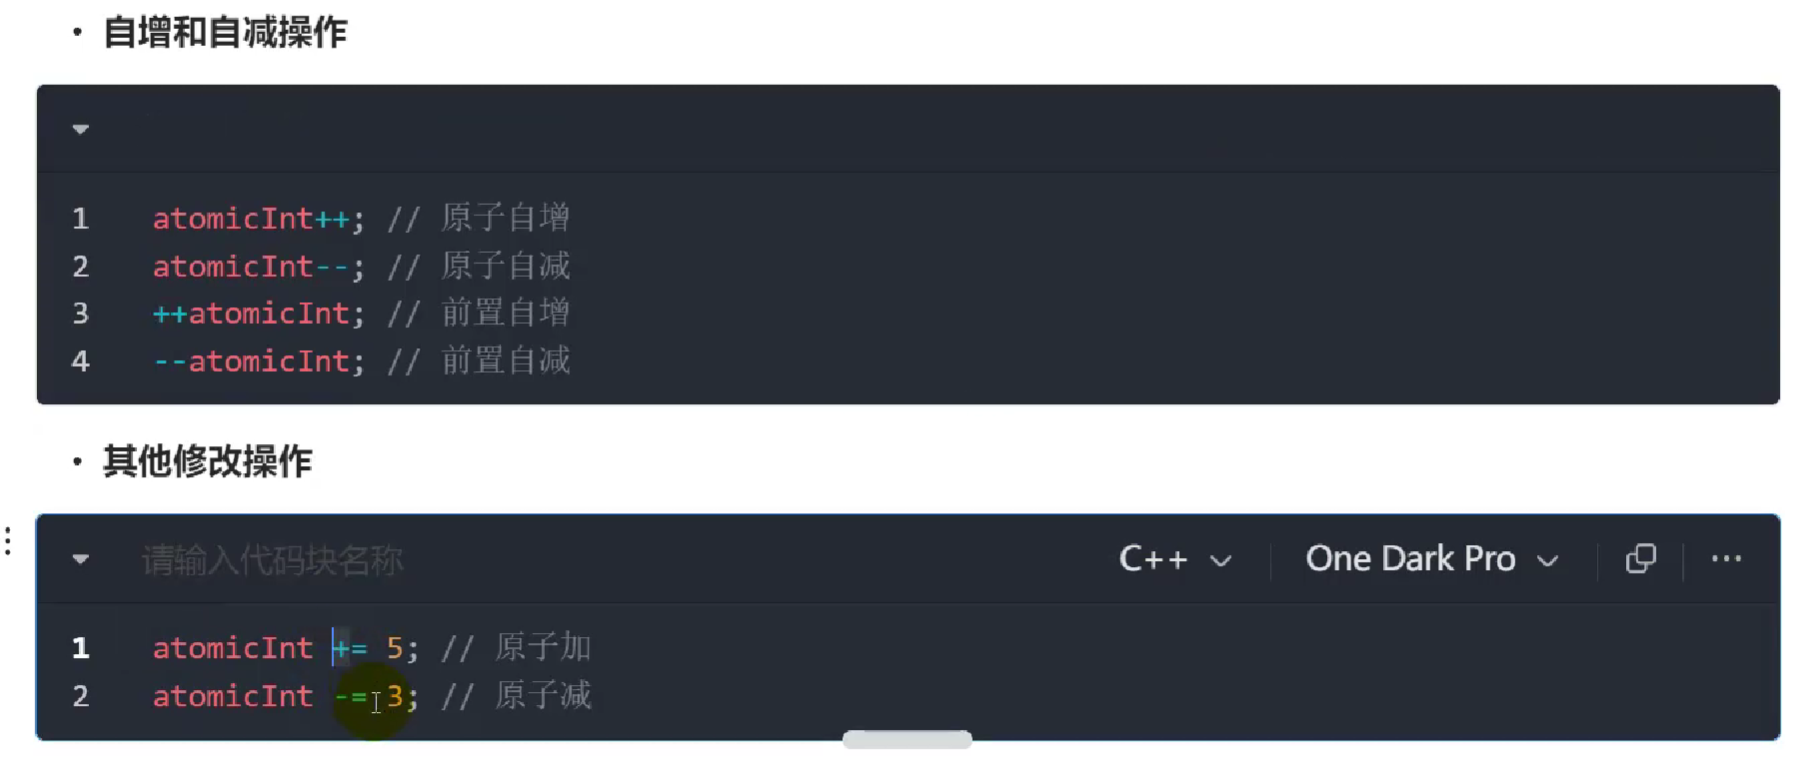 • 自增和自减操作
1 atomicInt++; // 原子自增
2 atomicInt--; // 原子自减
3 ++atomicInt; // 前置自增
4 --atomicInt; // 前置自减
• 其他修改操作
请输入代码块名称 C++ One Dark Pro
1 atomicInt += 5; // 原子加
2 atomicInt -= 3; // 原子减